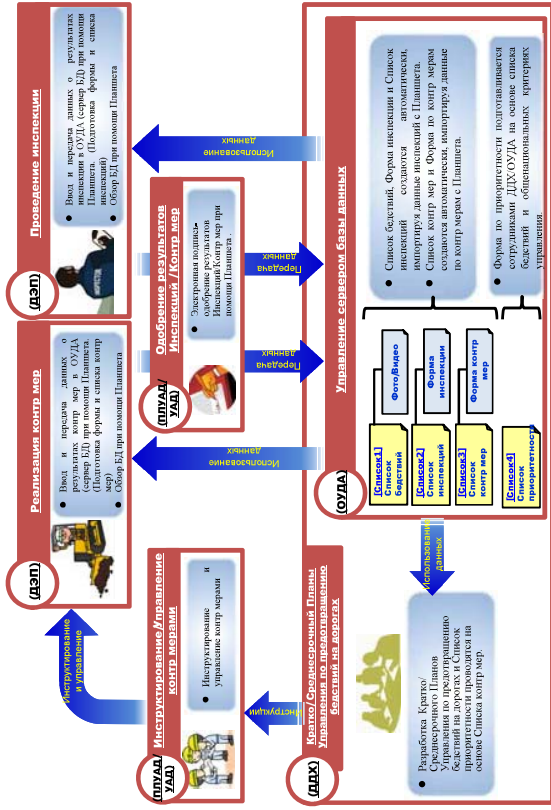 (ДЭП)
Реализация контр мер
• Ввод и передача данных о
результатах контр мер в ОУДА
(сервер БД) при помощи Планшета.
(Подготовка формы и списка контр
мер)
• Обзор БД при помощи Планшета
(ДЭП)
Проведение инспекции
• Ввод и передача данных о результатах
инспекции в ОУДА (сервер БД) при помощи
Планшета. (Подготовка формы и списка
инспекций)
• Обзор БД при помощи Планшета
Инструктирование
и управление
(ПЛУАД/
УАД)
Инструктирование/Управление
контр мерами
• Инструктирование и
управление контр мерами
(ПЛУАД/
УАД)
Одобрение результатов
Инспекций /Контр мер
• Электронная подпись-
одобрение результатов
Инспекций/Контр мер при
помощи Планшета .
Использование
данных
Передача
данных
Передача
данных
Использование
данных
Инструкции
(ДДХ)
Кратко/Среднесрочный Планы
Управления по предотвращению
бедствий на дорогах
• Разработка Кратко/
Среднесрочного Планов
Управления по предотвращению
бедствий на дорогах и Список
приоритетности проводятся на
основе Списка контр мер.
Использование
данных
(ОУДА)
Управление сервером базы данных
[Список1]
Список
бедствий
Фото/Видео
[Список2]
Список
инспекций
Форма
инспекции
[Список3]
Список
контр мер
Форма контр
мер
[Список4]
Список
приоритетности
• Список бедствий, Форма инспекции и Список
инспекций создаются автоматически,
импортируя данные инспекций с Планшета.
• Список контр мер и Форма по контр мерам
создаются автоматически, импортируя данные
по контр мерам с Планшета.
• Форма по приоритетности подготавливается
сотрудниками ДДХ/ОУДА на основе списка
бедствий и общенациональных критериях
управления.